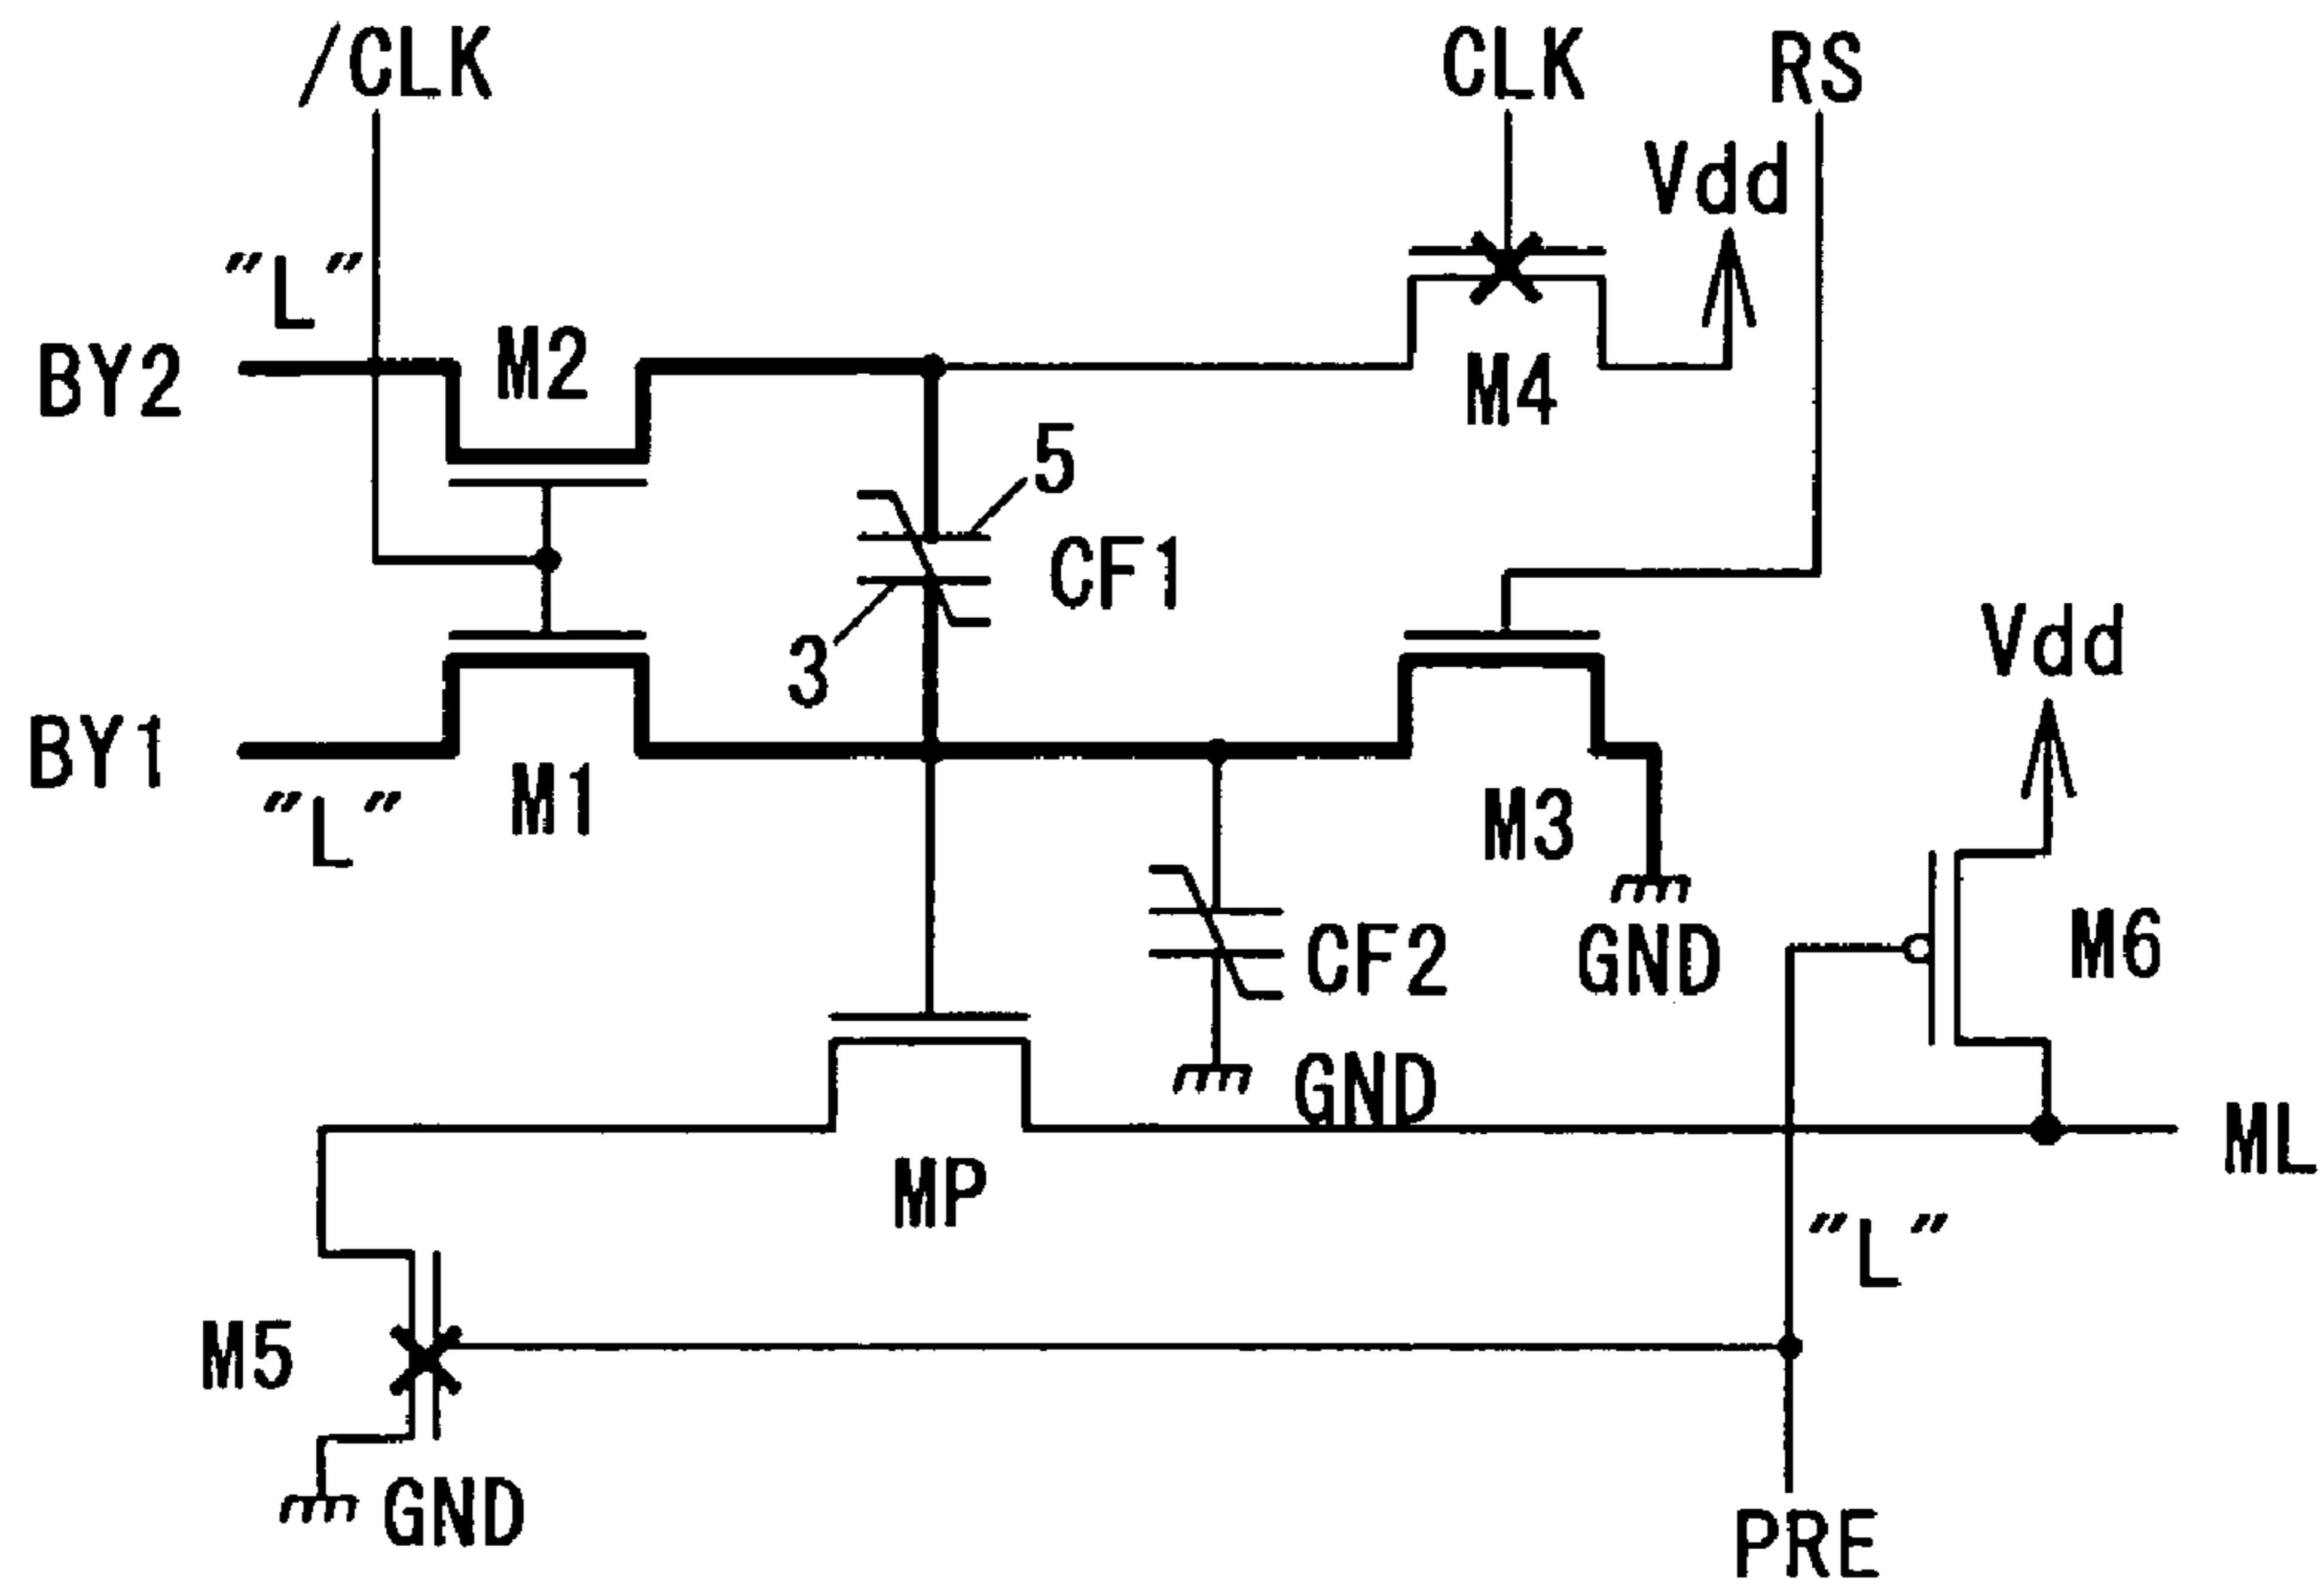 /CLK
CLK
RS
Vdd
"L"
BY2
M2
M4
5
CF1
3
Vdd
BY1
M1
"L"
M3
CF2
GND
M6
GND
ML
MP
"L"
M5
GND
PRE